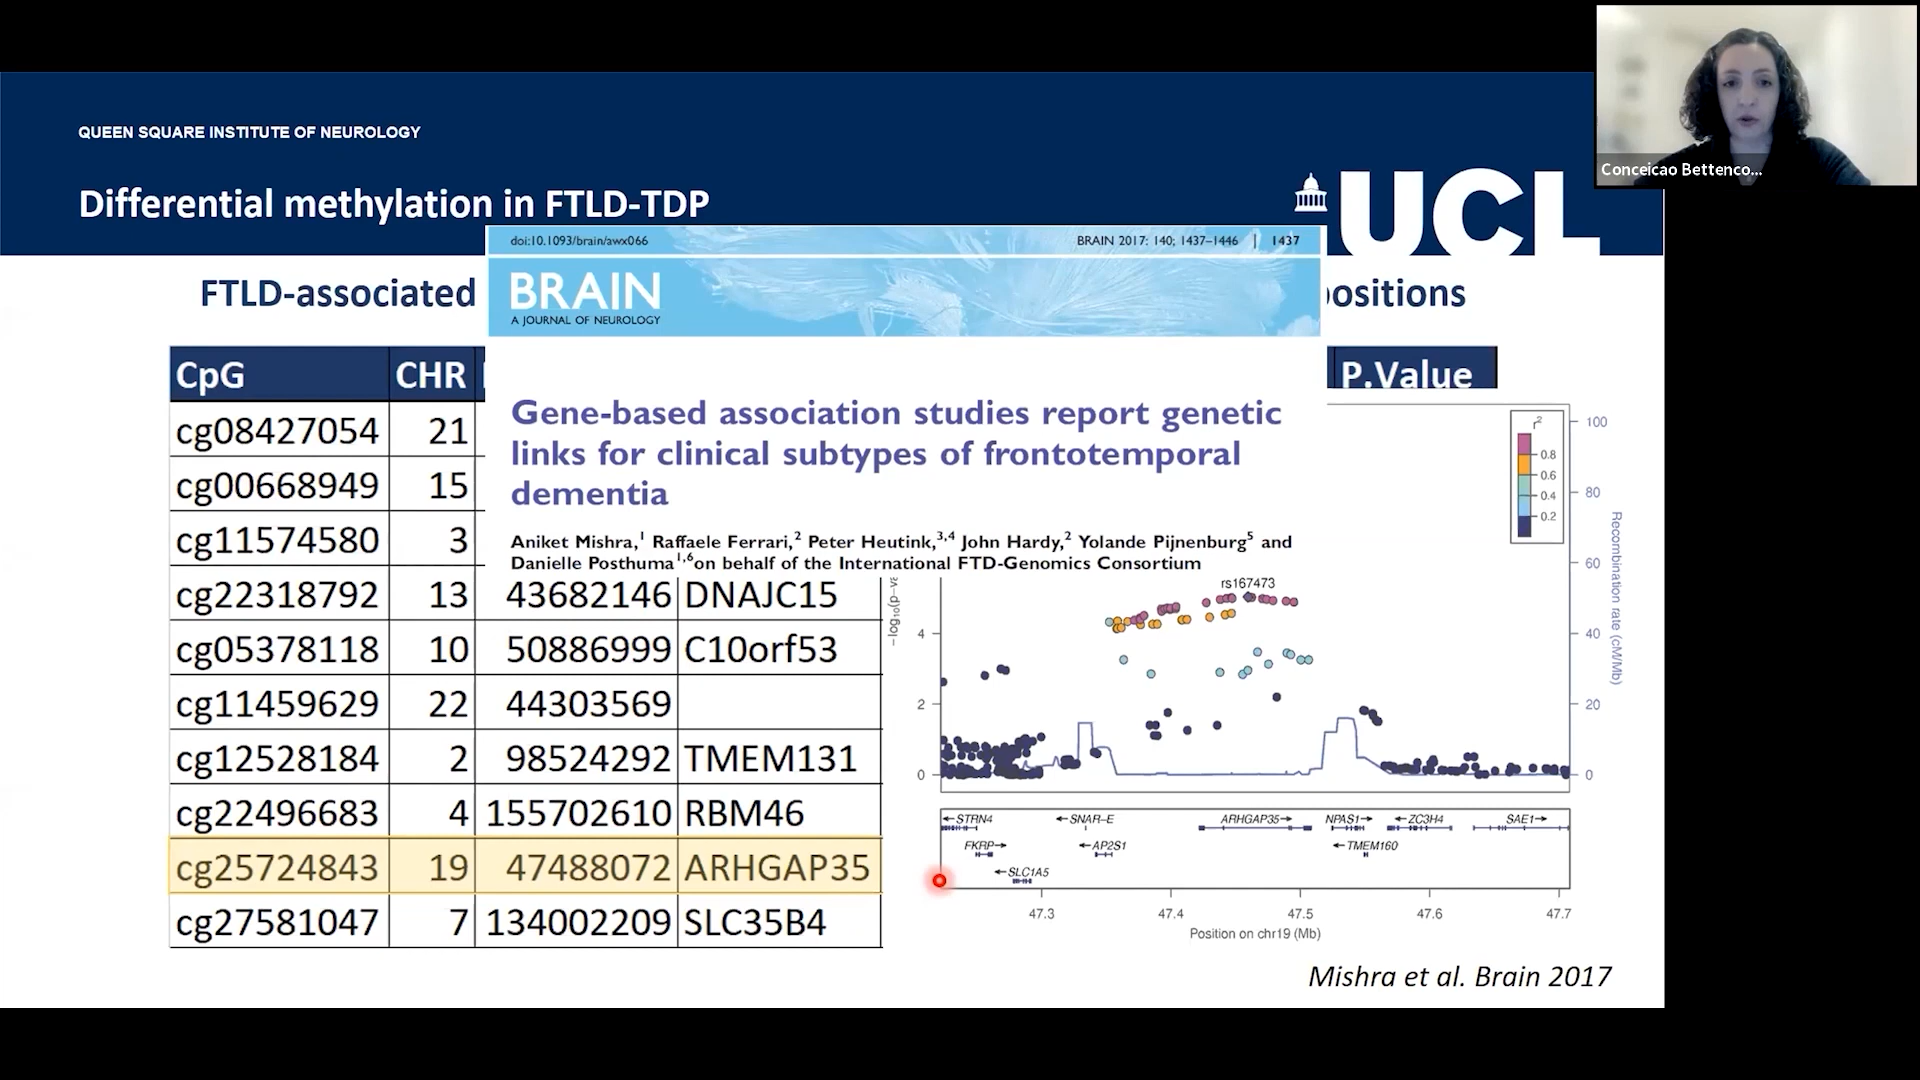 Conceicao Bettenco...
QUEEN SQUARE INSTITUTE OF NEUROLOGY
Differential methylation in FTLD-TDP
UCL
doi:10.1093/brain/awx066
BRAIN 2017: 140; 1437–1446 | 1437
BRAIN
A JOURNAL OF NEUROLOGY
FTLD-associated
positions
CpG CHR P.Value
Gene-based association studies report genetic
links for clinical subtypes of frontotemporal
dementia
Aniket Mishra,1 Raffaele Ferrari,2 Peter Heutink,3,4 John Hardy,2 Yolande Pijnenburg5 and
Danielle Posthuma1,6on behalf of the International FTD-Genomics Consortium
cg08427054 21
cg00668949 15
cg11574580 3
cg22318792 13 43682146 DNAJC15
cg05378118 10 50886999 C10orf53
cg11459629 22 44303569
cg12528184 2 98524292 TMEM131
cg22496683 4 155702610 RBM46
cg25724843 19 47488072 ARHGAP35
cg27581047 7 134002209 SLC35B4
r2
0.8
0.6
0.4
0.2
100
80
60
40
20
0
Recombination rate (cM/Mb)
rs167473
−log10(p−va
4
2
0
←STRN4 ←SNAR−E ARHGAP35→ NPAS1→ ←ZC3H4 SAE1→
FKRP→ ←AP2S1 ←TMEM160
←SLC1A5
47.3 47.4 47.5 47.6 47.7
Position on chr19 (Mb)
Mishra et al. Brain 2017